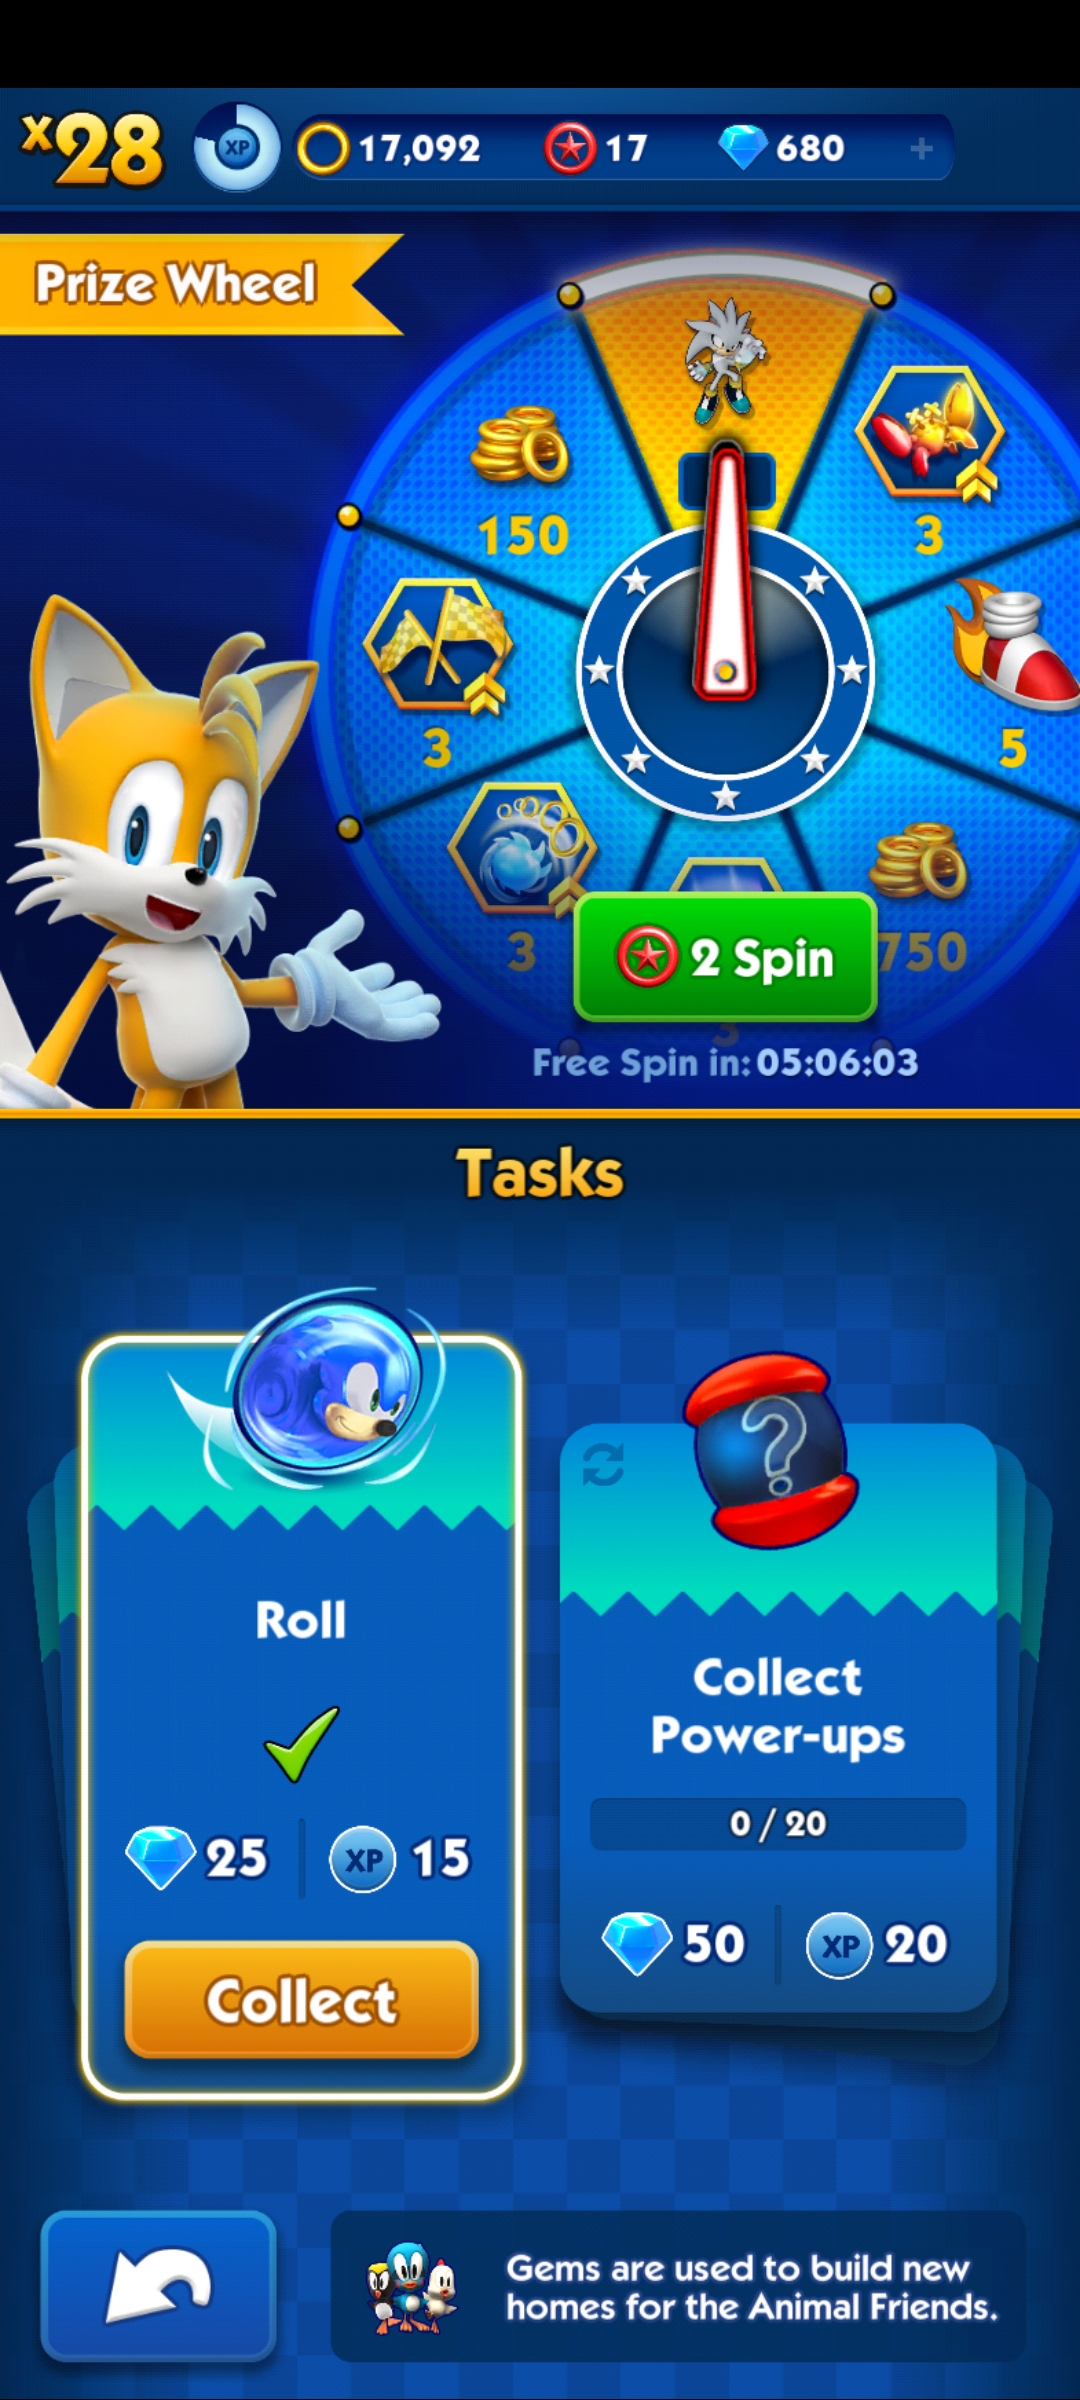 x28
XP
17,092
17
680
+
Prize Wheel
150
3
3
5
3
750
2 Spin
3
Free Spin in: 05:06:03
Tasks
?
Roll
Collect
Power-ups
0 / 20
25
XP 15
50
XP 20
Collect
Gems are used to build new
homes for the Animal Friends.